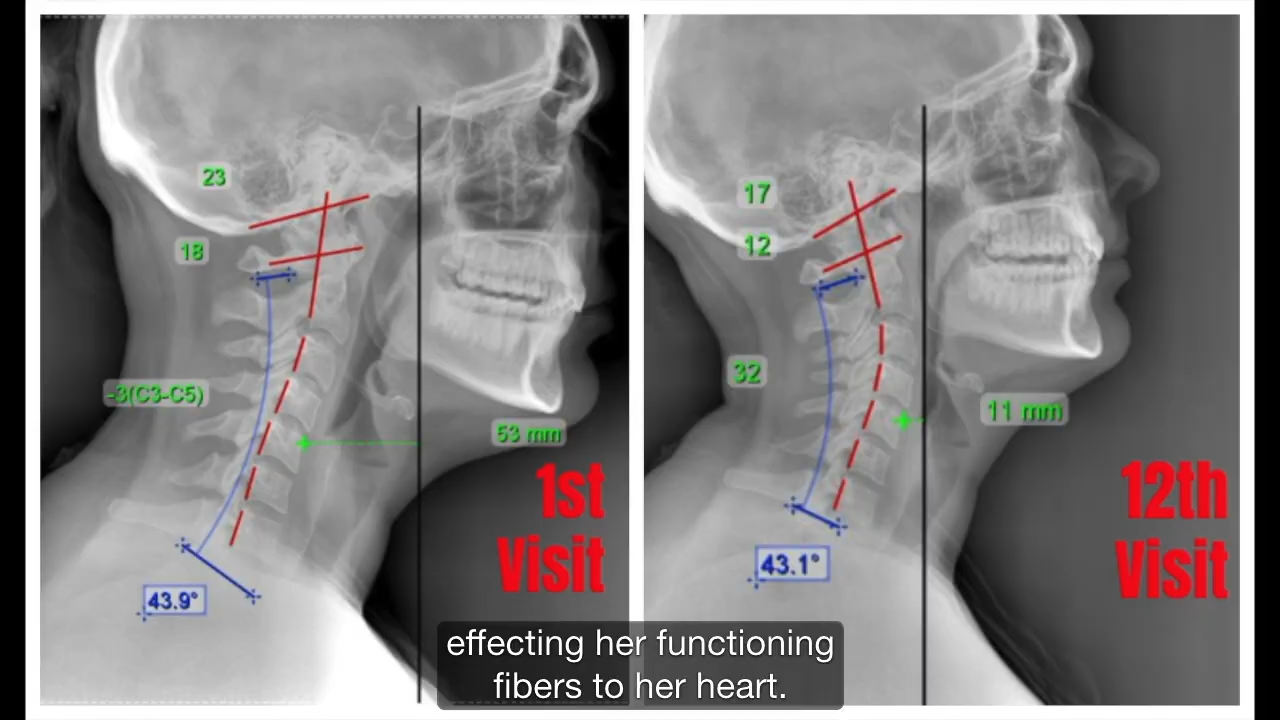 23
18
-3(C3-C5)
53 mm
1st
Visit
43.9°
17
12
32
11 mm
12th
Visit
43.1°
effecting her functioning
fibers to her heart.